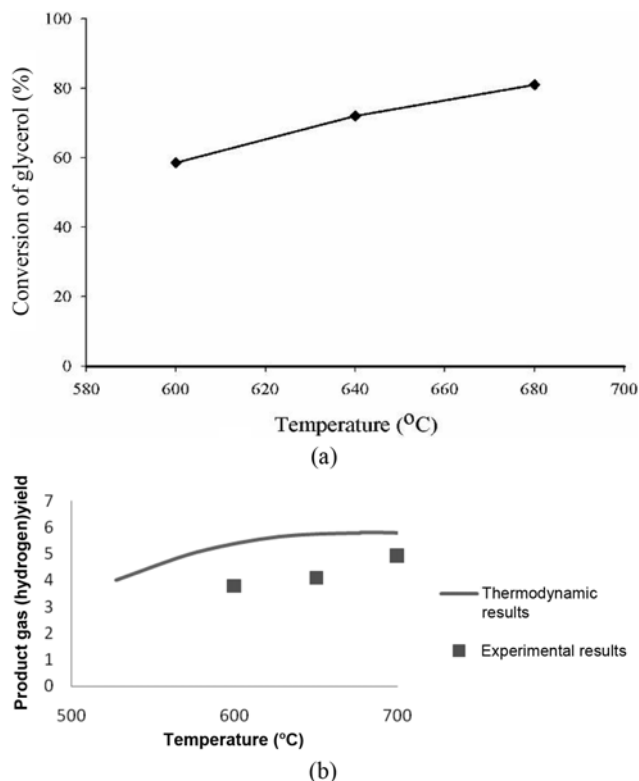 Conversion of glycerol (%)
100
80
60
40
20
0
580 600 620 640 660 680 700
Temperature (°C)
(a)
Product gas (hydrogen)yield
7
6
5
4
3
2
1
0
500 600 700
Temperature (°C)
Thermodynamic
results
Experimental results
(b)